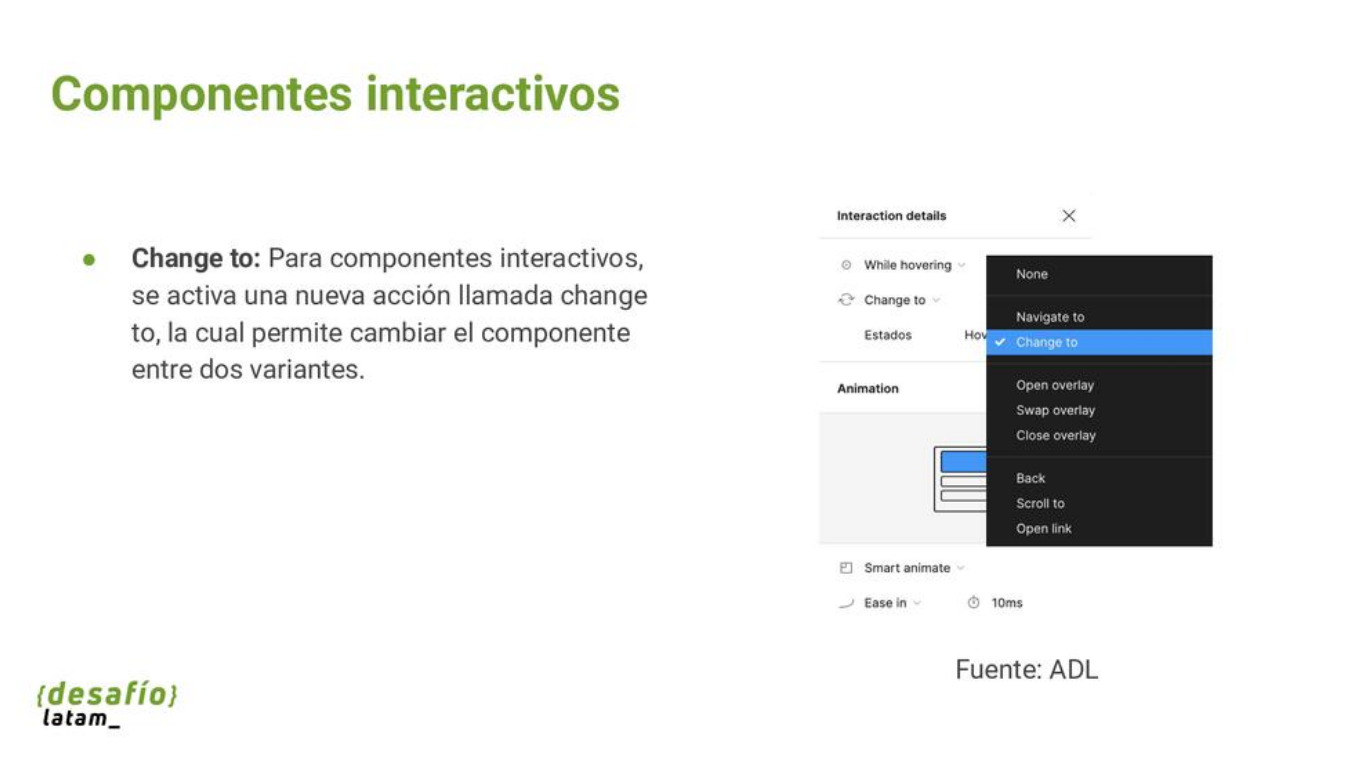 Componentes interactivos
● Change to: Para componentes interactivos,
se activa una nueva acción llamada change
to, la cual permite cambiar el componente
entre dos variantes.
Interaction details
While hovering
Change to
Estados Hov
Animation
None
Navigate to
Change to
Open overlay
Swap overlay
Close overlay
Back
Scroll to
Open link
Smart animate
Ease in 10ms
Fuente: ADL
{desafío}
latam_